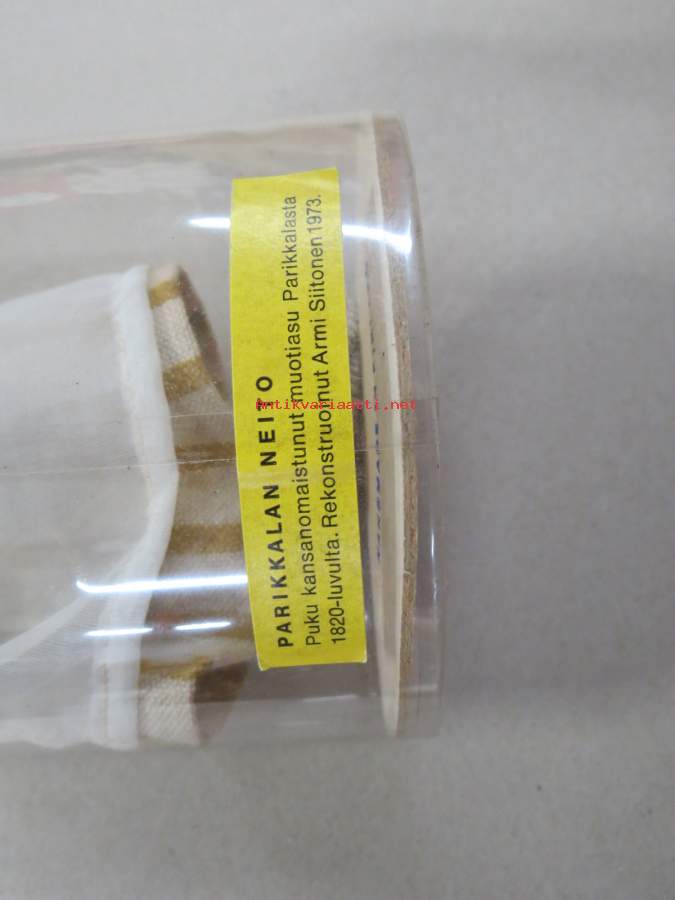 PARIKKALAN NEITO
Puku kansanomaistunut muotiasu Parikkalasta
1820-luvulta. Rekonstruoinut Armi Siitonen 1973.
Antikvariaatti.net